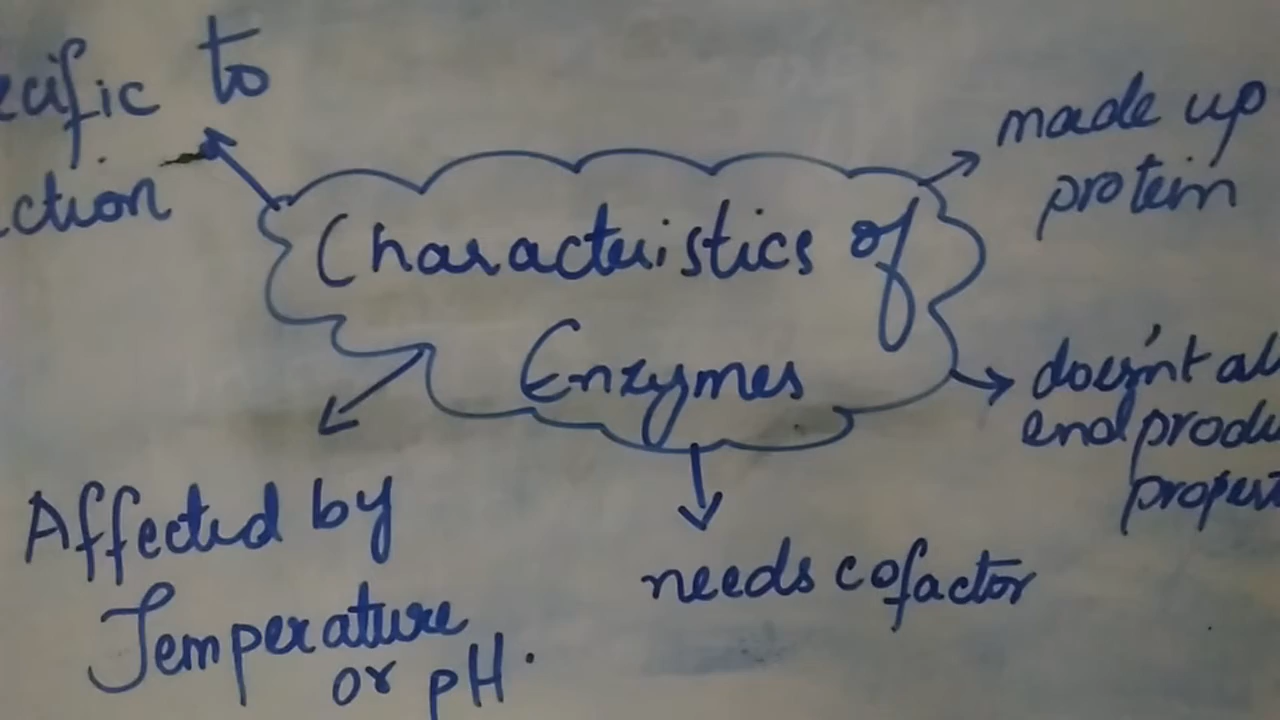 ecific to
ction
made up
protein
Characteristics of
Enzymes
doesn't al
end produ
propert
Affected by
Temperature
or pH.
needs cofactor